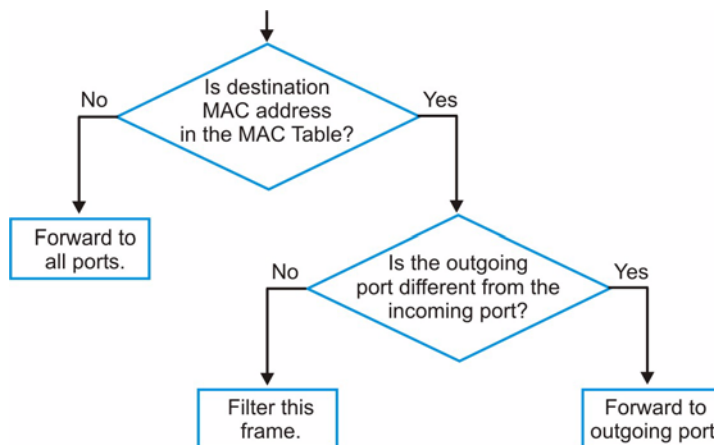 Is destination
MAC address
in the MAC Table?
No
Yes
Forward to
all ports.
Is the outgoing
port different from the
incoming port?
No
Yes
Filter this
frame.
Forward to
outgoing port